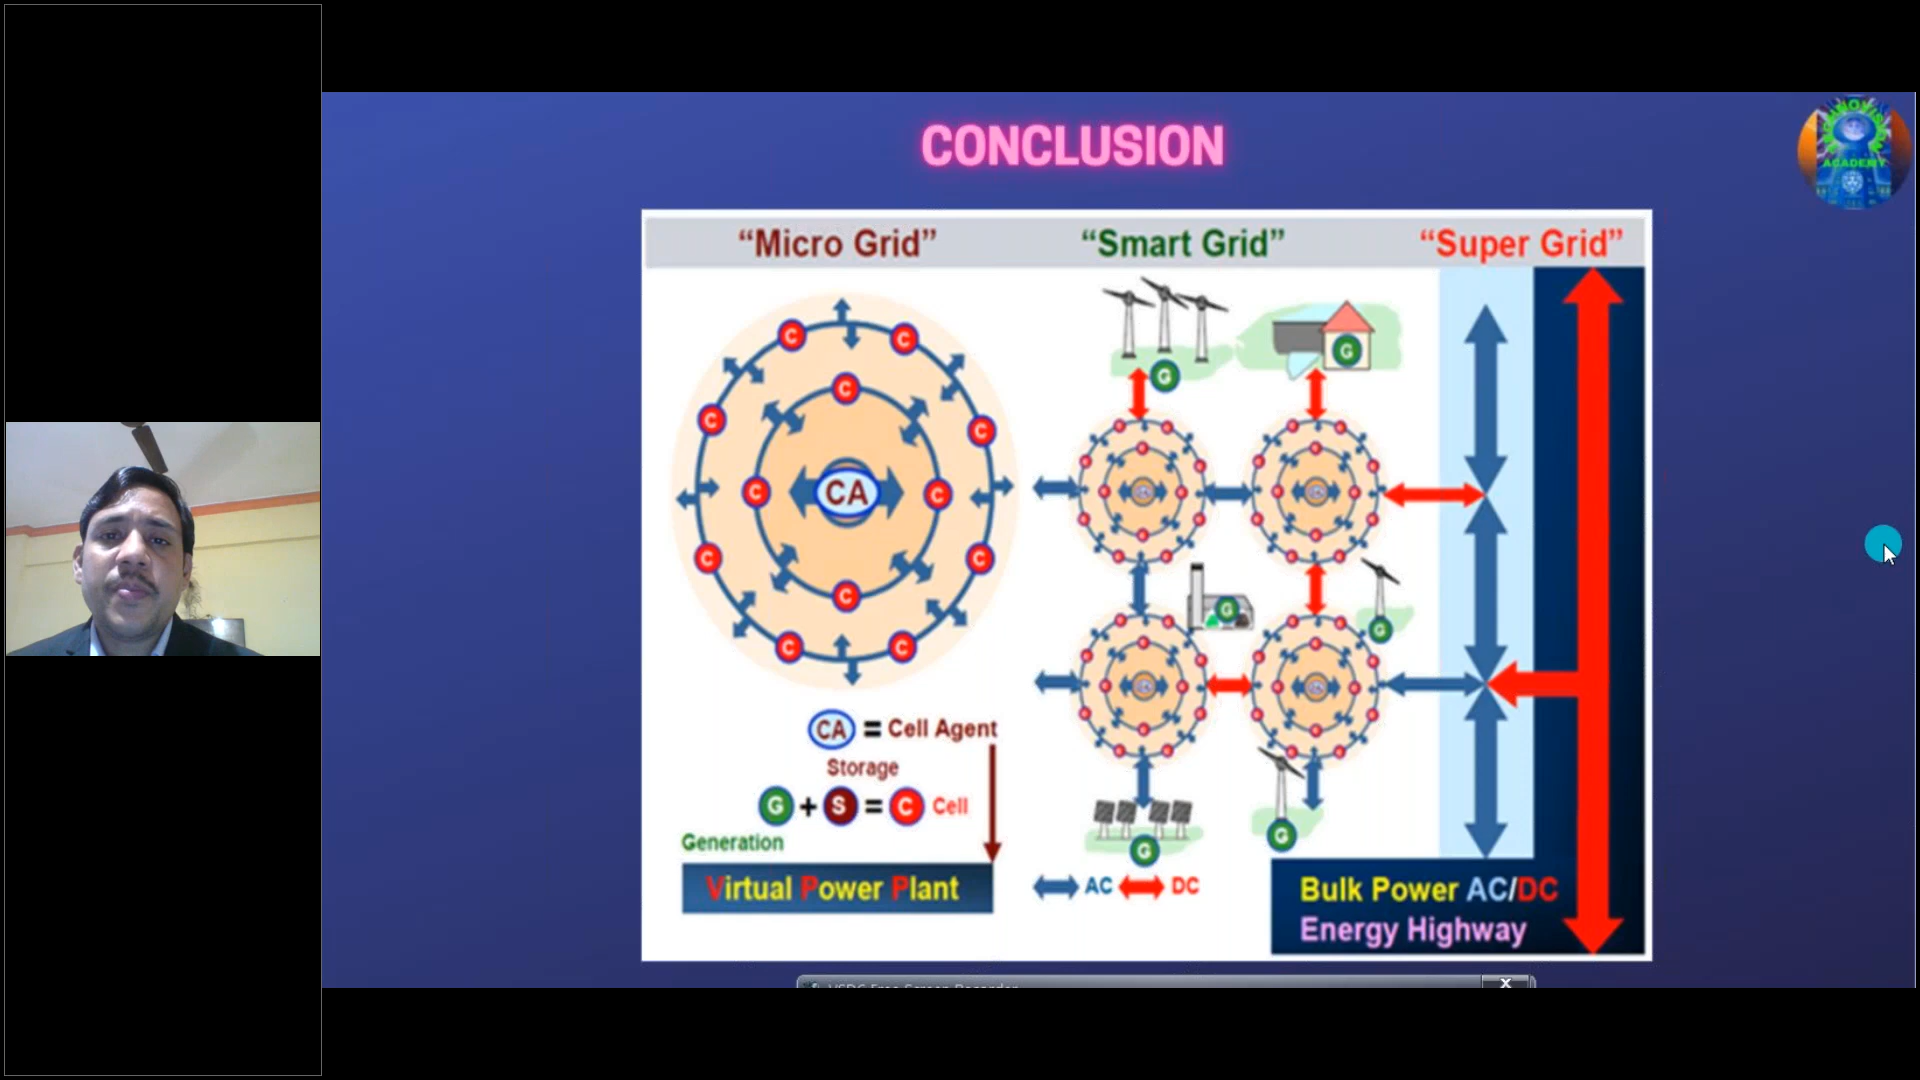 CONCLUSION
“Micro Grid” “Smart Grid” “Super Grid”
C C
C
C C
G G
C CA C
C C
G
C
G
C C
CA = Cell Agent
Storage
G + S = C Cell
Generation
G
G
Virtual Power Plant
AC DC
Bulk Power AC/DC
Energy Highway
ACADEMY